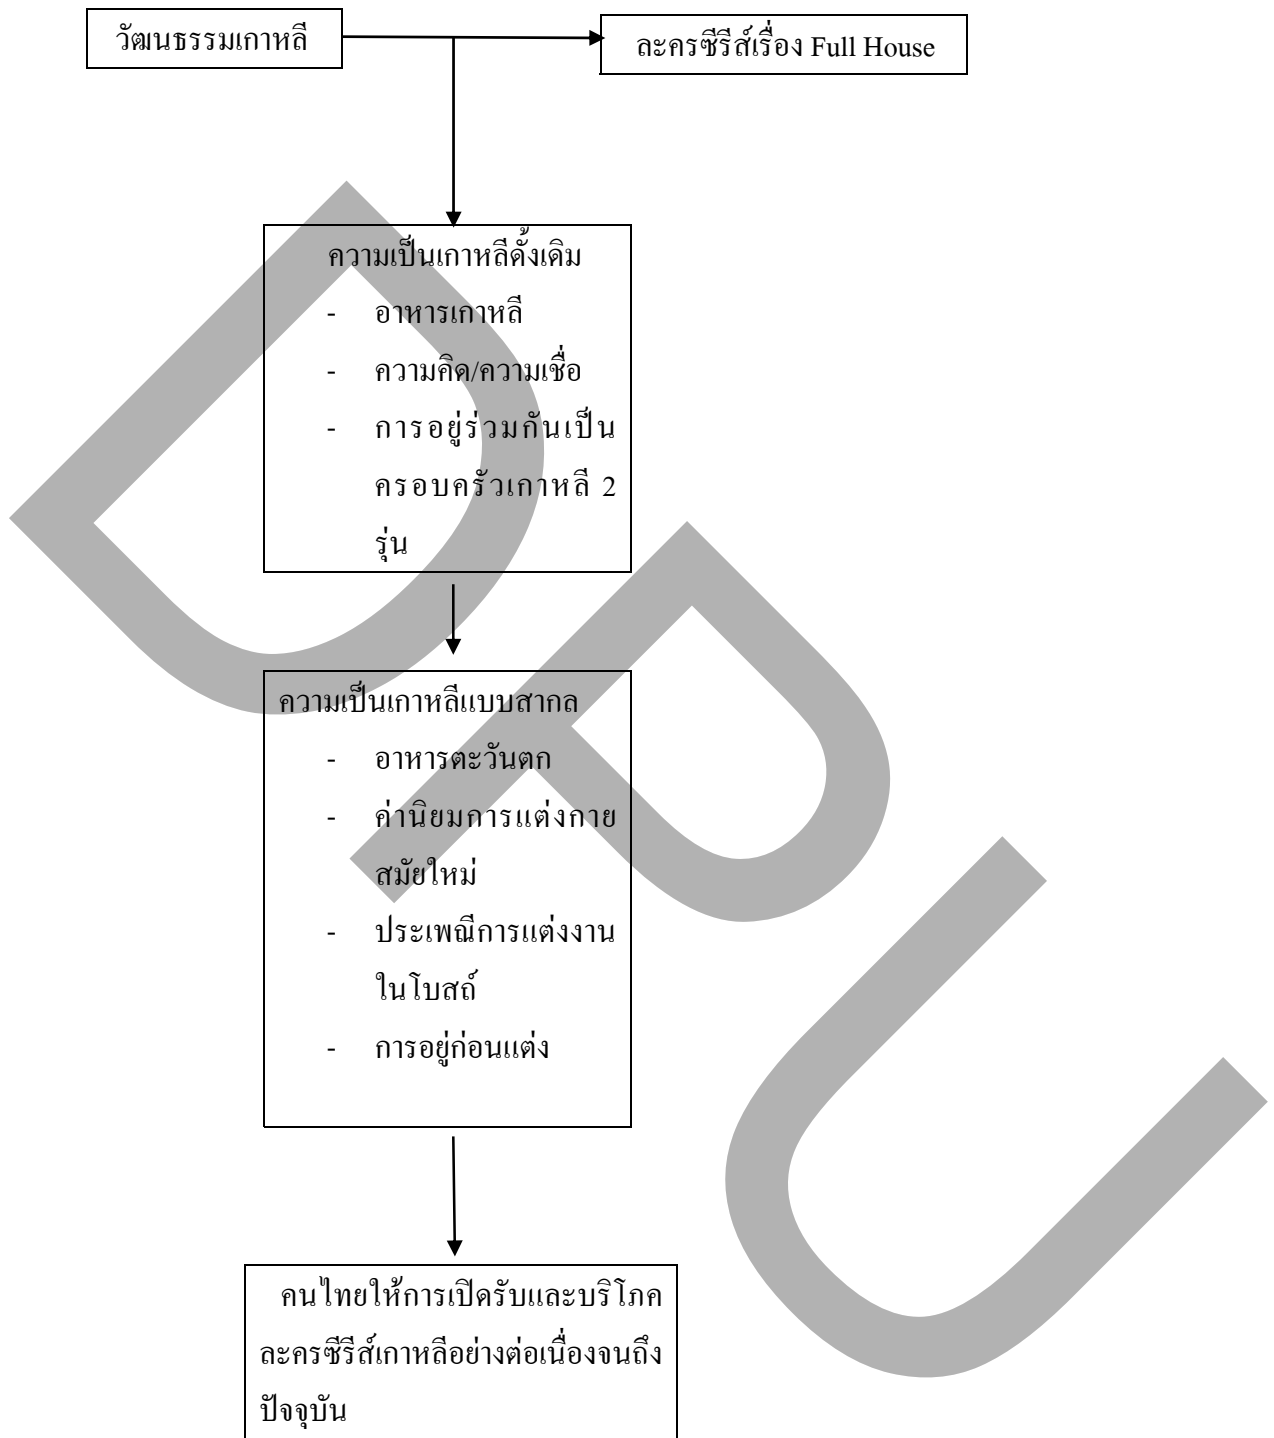 วัฒนธรรมเกาหลี
ละครซีรีส์เรื่อง Full House
ความเป็นเกาหลีดั้งเดิม
- อาหารเกาหลี
- ความคิด/ความเชื่อ
- การอยู่ร่วมกันเป็น
ครอบครัวเกาหลี 2
รุ่น
ความเป็นเกาหลีแบบสากล
- อาหารตะวันตก
- ค่านิยมการแต่งกาย
สมัยใหม่
- ประเพณีการแต่งงาน
ในโบสถ์
- การอยู่ก่อนแต่ง
คนไทยให้การเปิดรับและบริโภค
ละครซีรีส์เกาหลีอย่างต่อเนื่องจนถึง
ปัจจุบัน
DPU